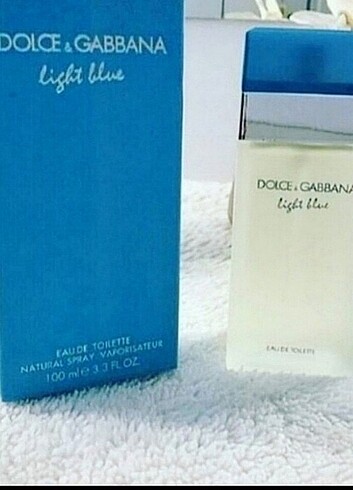 DOLCE & GABBANA
light blue
EAU DE TOILETTE
NATURAL SPRAY VAPORISATEUR
100 ml e 3.3 FL.OZ.
DOLCE & GABBANA
light blue
EAU DE TOILETTE